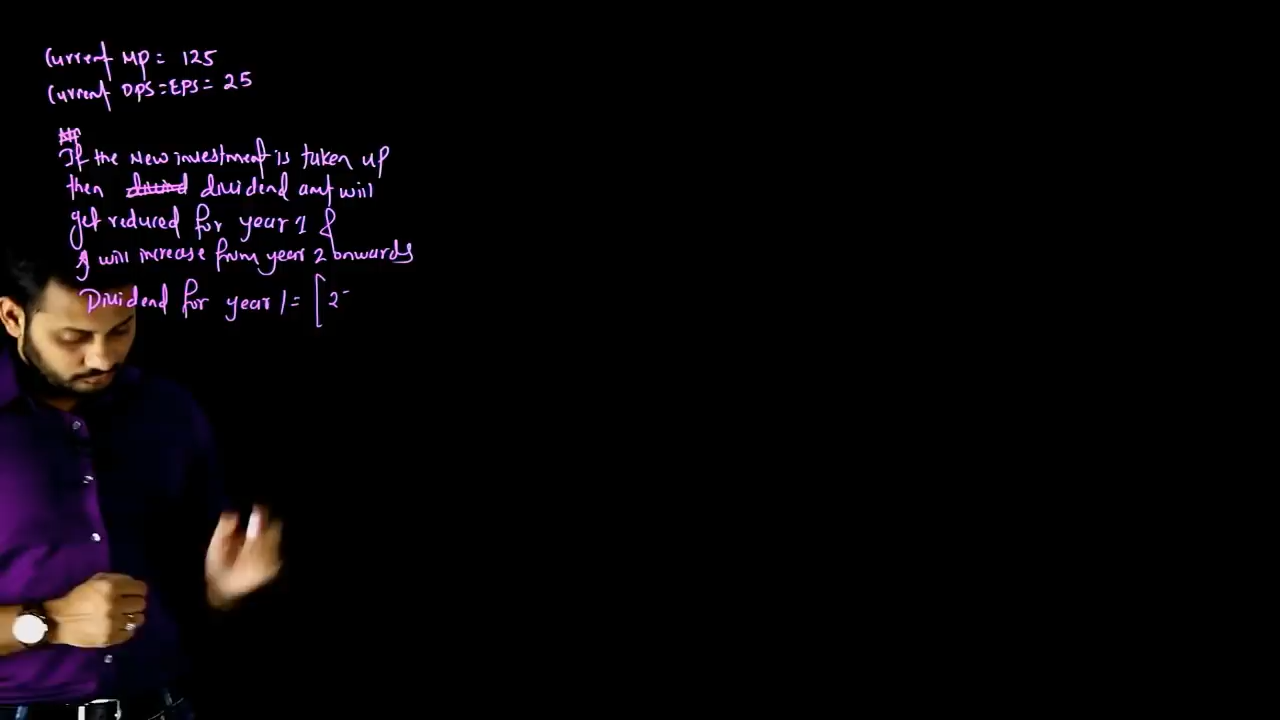 Current MP = 125
Current DPS = EPS = 25
If the New investment is taken up
then dividend amt will
get reduced for year 1 &
will increase from year 2 onwards
Dividend for year 1 = [ 2